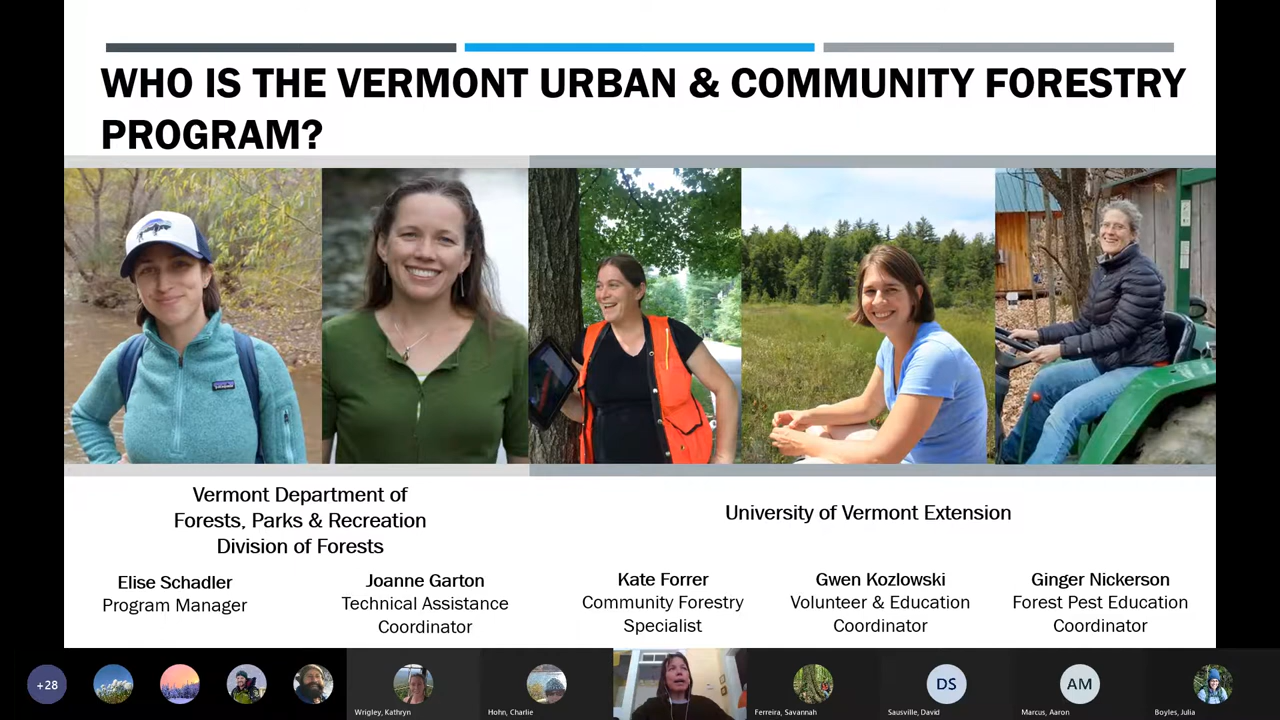 WHO IS THE VERMONT URBAN & COMMUNITY FORESTRY
PROGRAM?
Vermont Department of
Forests, Parks & Recreation
Division of Forests
University of Vermont Extension
Elise Schadler
Program Manager
Joanne Garton
Technical Assistance
Coordinator
Kate Forrer
Community Forestry
Specialist
Gwen Kozlowski
Volunteer & Education
Coordinator
Ginger Nickerson
Forest Pest Education
Coordinator
+28
DS
AM
Wrigley, Kathryn
Hohn, Charlie
Ferreira, Savannah
Sausville, David
Marcus, Aaron
Boyles, Julia